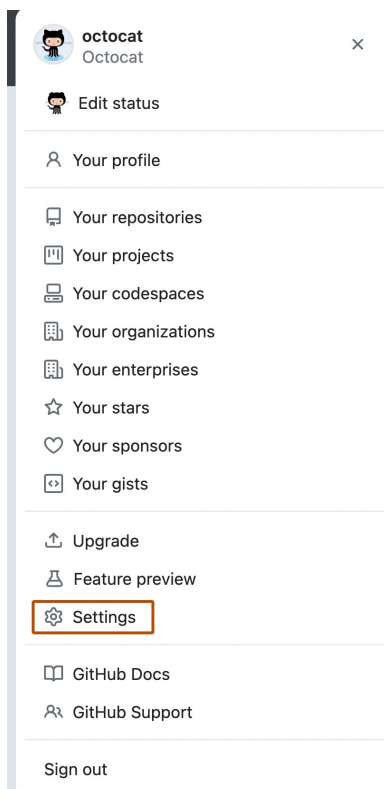 octocat
Octocat
Edit status
Your profile
Your repositories
Your projects
Your codespaces
Your organizations
Your enterprises
Your stars
Your sponsors
Your gists
Upgrade
Feature preview
Settings
GitHub Docs
GitHub Support
Sign out